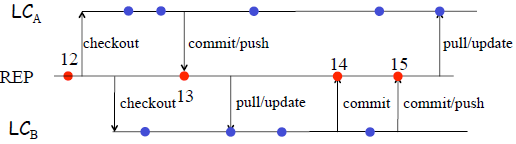 LCA
checkout commit/push pull/update
12
REP
14 15
checkout 13 pull/update commit commit/push
LCB